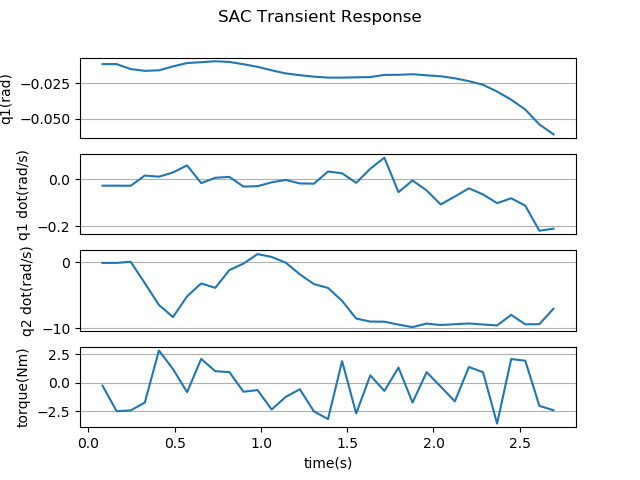 SAC Transient Response
q1(rad)
−0.025
−0.050
q1 dot(rad/s)
0.0
−0.2
q2 dot(rad/s)
0
−10
torque(Nm)
2.5
0.0
−2.5
0.0
0.5
1.0
1.5
2.0
2.5
time(s)